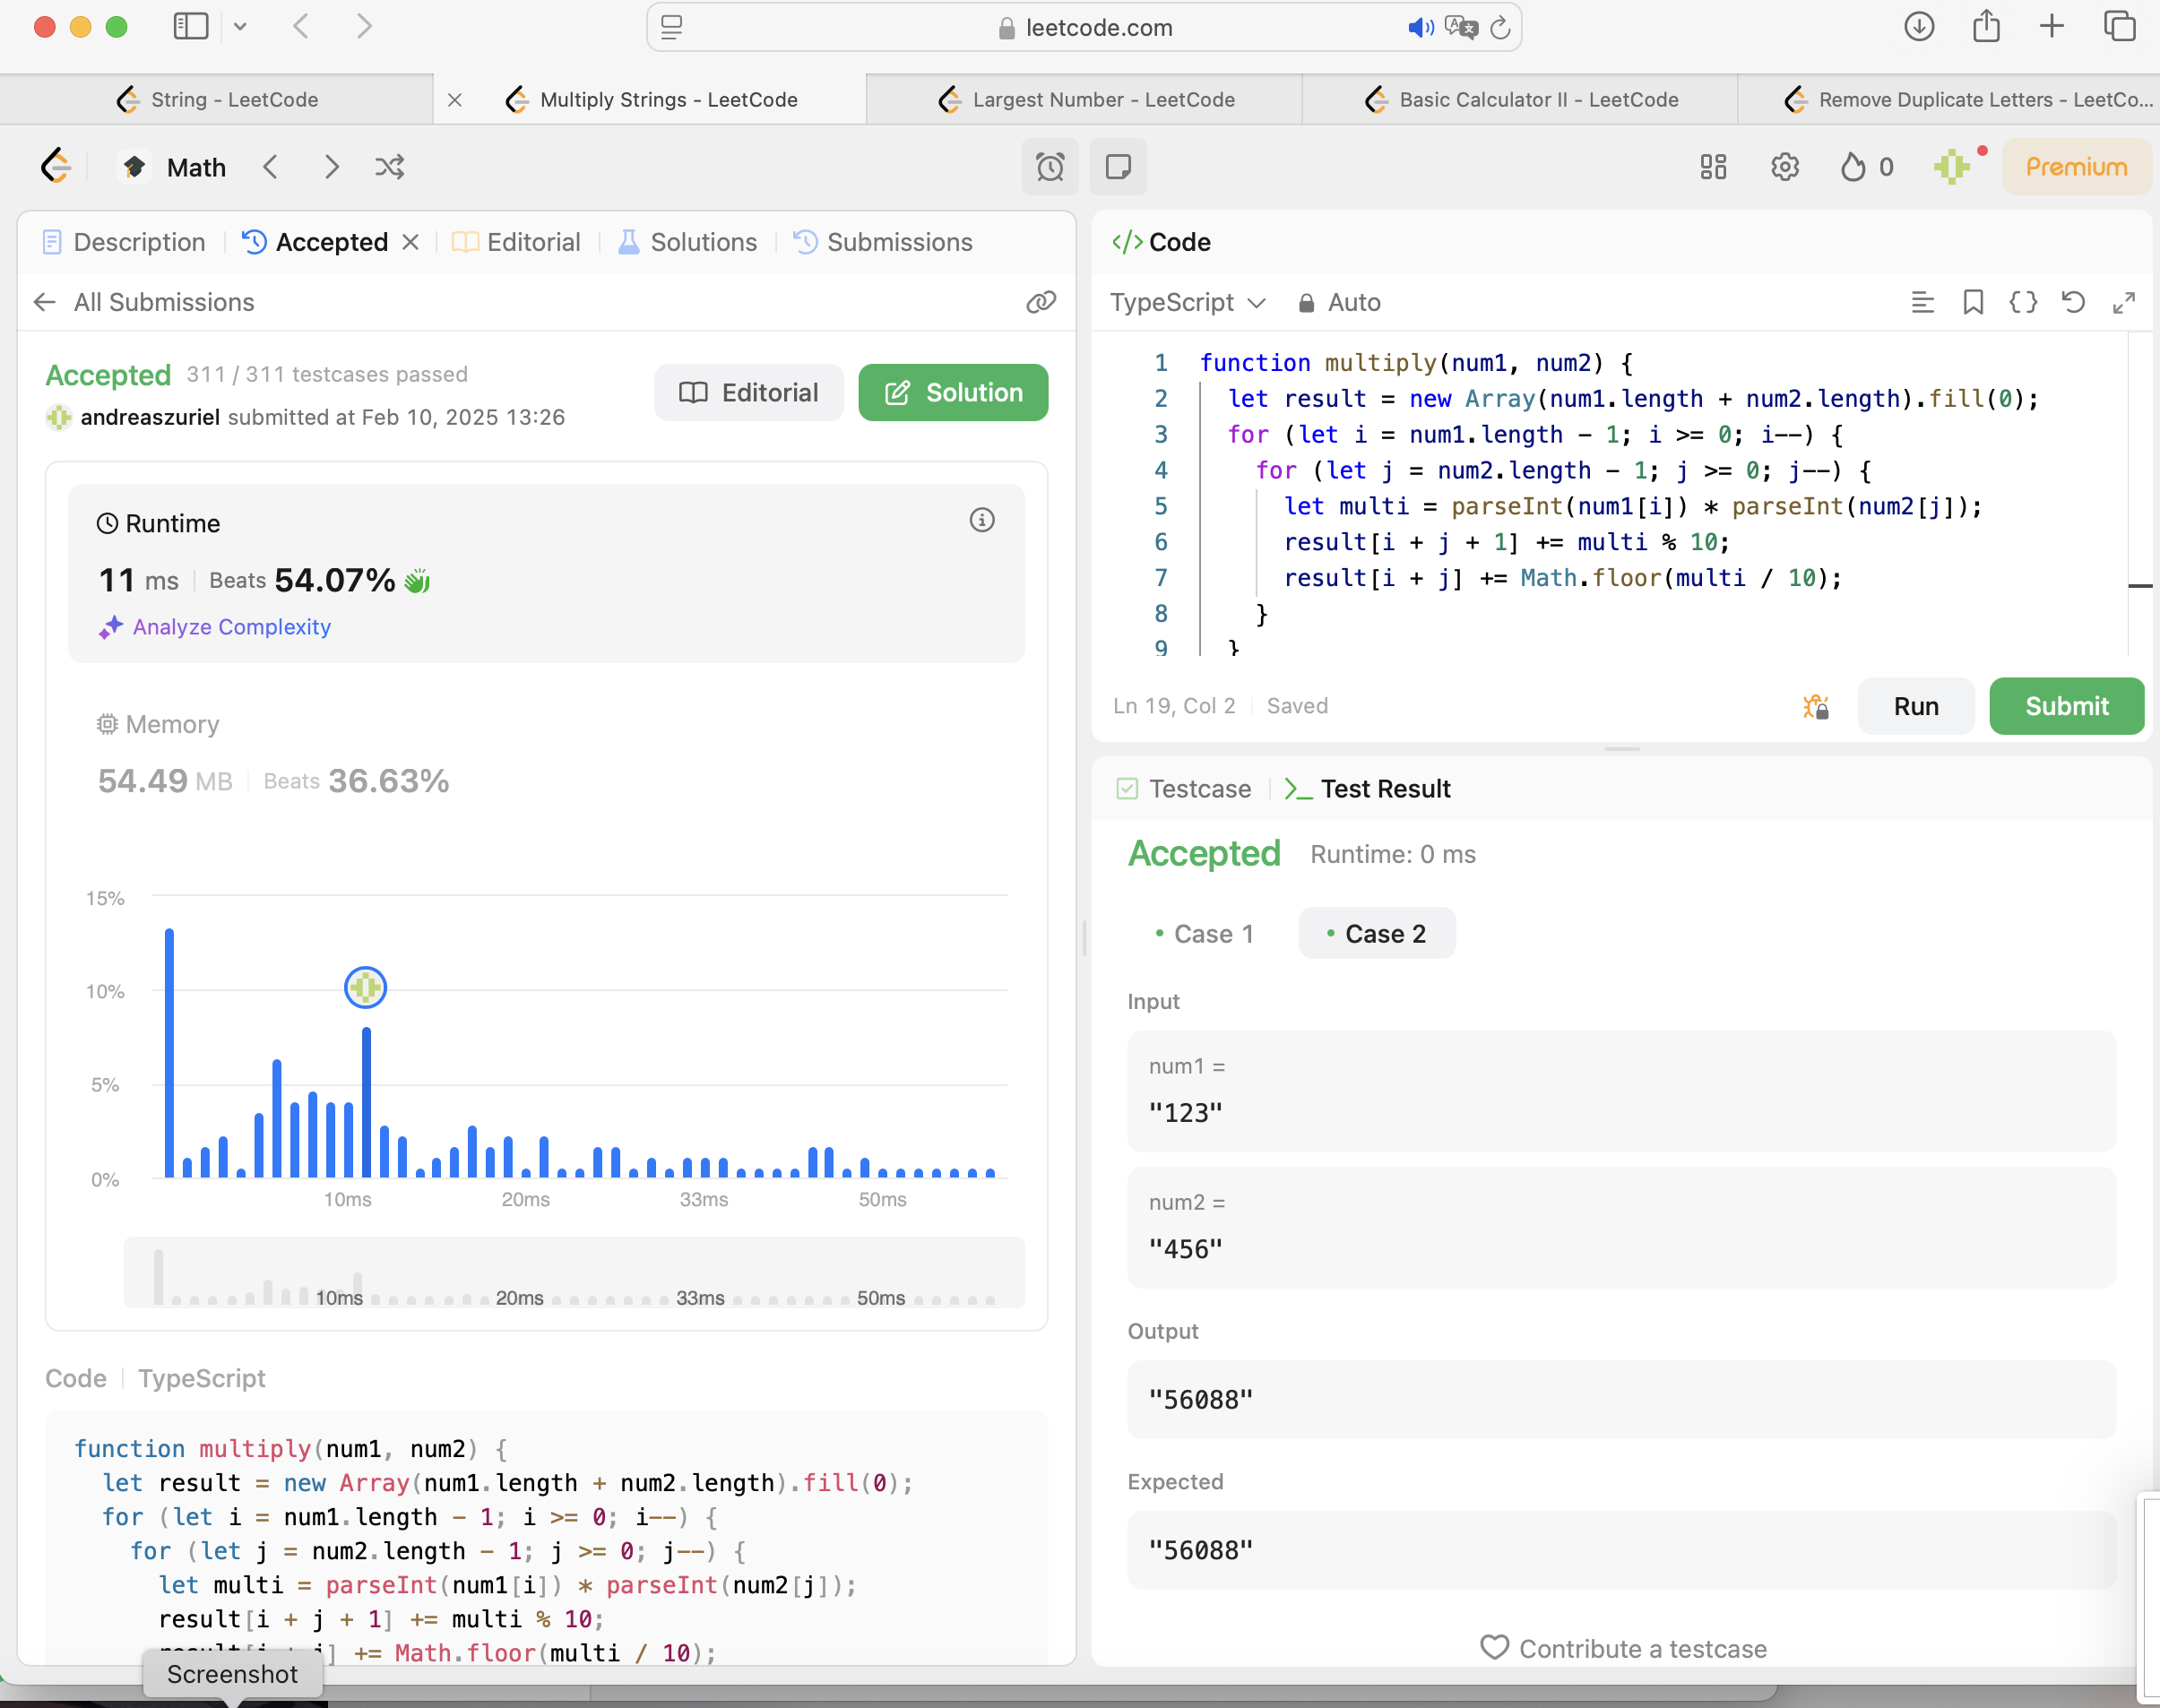 leetcode.com
String - LeetCode
Multiply Strings - LeetCode
Largest Number - LeetCode
Basic Calculator II - LeetCode
Remove Duplicate Letters - LeetCo...
Math
0
Premium
Description
Accepted
Editorial
Solutions
Submissions
All Submissions
Accepted 311 / 311 testcases passed
andreaszuriel submitted at Feb 10, 2025 13:26
Editorial
Solution
Runtime
11 ms Beats 54.07%
Analyze Complexity
Memory
54.49 MB Beats 36.63%
15%
10%
5%
0%
10ms 20ms 33ms 50ms
10ms 20ms 33ms 50ms
Code TypeScript
function multiply(num1, num2) {
let result = new Array(num1.length + num2.length).fill(0);
for (let i = num1.length - 1; i >= 0; i--) {
for (let j = num2.length - 1; j >= 0; j--) {
let multi = parseInt(num1[i]) * parseInt(num2[j]);
result[i + j + 1] += multi % 10;
] += Math.floor(multi / 10);
Screenshot
Code
TypeScript
Auto
1 function multiply(num1, num2) {
2 let result = new Array(num1.length + num2.length).fill(0);
3 for (let i = num1.length - 1; i >= 0; i--) {
4 for (let j = num2.length - 1; j >= 0; j--) {
5 let multi = parseInt(num1[i]) * parseInt(num2[j]);
6 result[i + j + 1] += multi % 10;
7 result[i + j] += Math.floor(multi / 10);
8 }
9 }
Ln 19, Col 2 Saved
Run
Submit
Testcase
Test Result
Accepted Runtime: 0 ms
Case 1
Case 2
Input
num1 =
"123"
num2 =
"456"
Output
"56088"
Expected
"56088"
Contribute a testcase